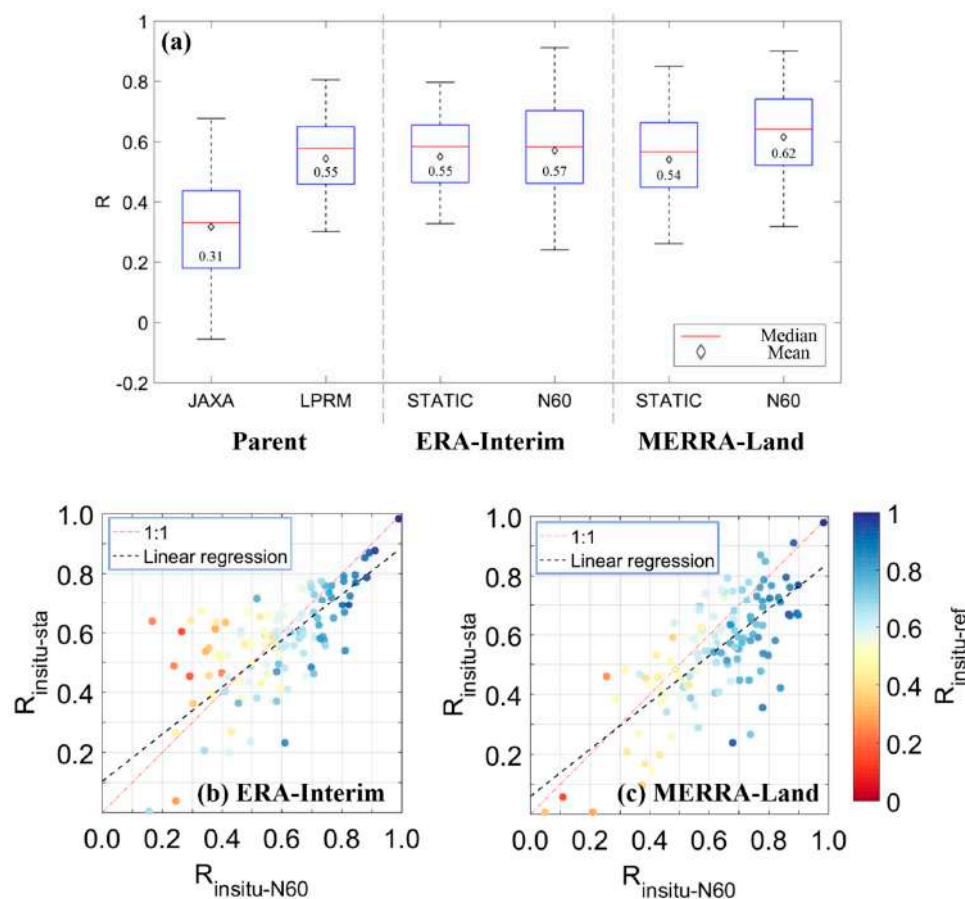 (a)
1
0.8
0.6
0.4
0.2
0
-0.2
R
0.31
0.55
0.55
0.57
0.54
0.62
Median
Mean
JAXA LPRM STATIC N60 STATIC N60
Parent ERA-Interim MERRA-Land
1.0
0.8
0.6
0.4
0.2
R insitu-sta
1:1
Linear regression
(b) ERA-Interim
0.0 0.2 0.4 0.6 0.8 1.0
R insitu-N60
1.0
0.8
0.6
0.4
0.2
R insitu-sta
1:1
Linear regression
(c) MERRA-Land
0.0 0.2 0.4 0.6 0.8 1.0
R insitu-N60
1
0.8
0.6
0.4
0.2
0
R insitu-ref